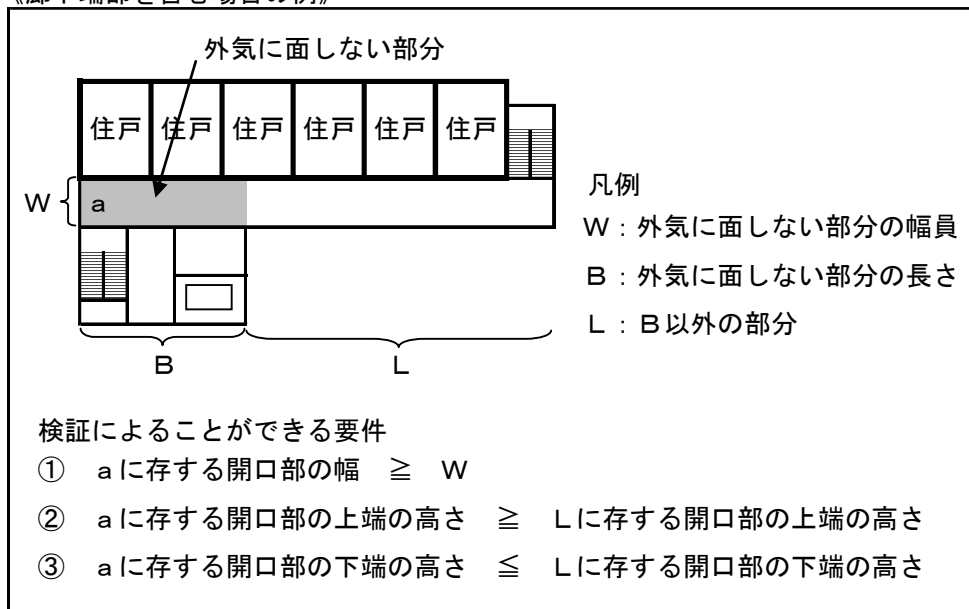 《廊下端部を含む場合の例》
外気に面しない部分
住戸 住戸 住戸 住戸 住戸 住戸
W a
凡例
W:外気に面しない部分の幅員
B:外気に面しない部分の長さ
L:B以外の部分
B L
検証によることができる要件
① aに存する開口部の幅 ≧ W
② aに存する開口部の上端の高さ ≧ Lに存する開口部の上端の高さ
③ aに存する開口部の下端の高さ ≦ Lに存する開口部の下端の高さ